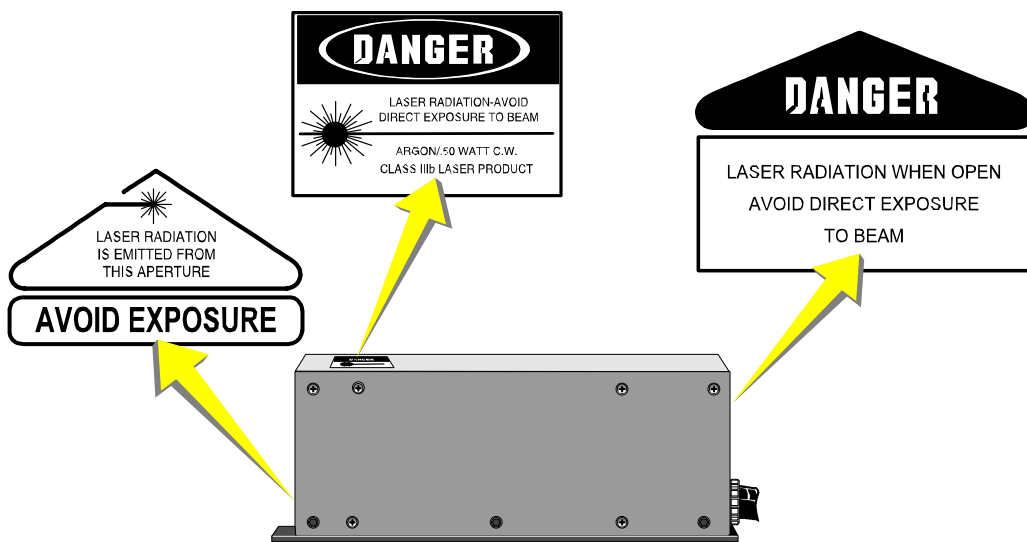 DANGER
LASER RADIATION-AVOID
DIRECT EXPOSURE TO BEAM
ARGON/.50 WATT C.W.
CLASS IIIb LASER PRODUCT
DANGER
LASER RADIATION WHEN OPEN
AVOID DIRECT EXPOSURE
TO BEAM
LASER RADIATION
IS EMITTED FROM
THIS APERTURE
AVOID EXPOSURE
DANGER